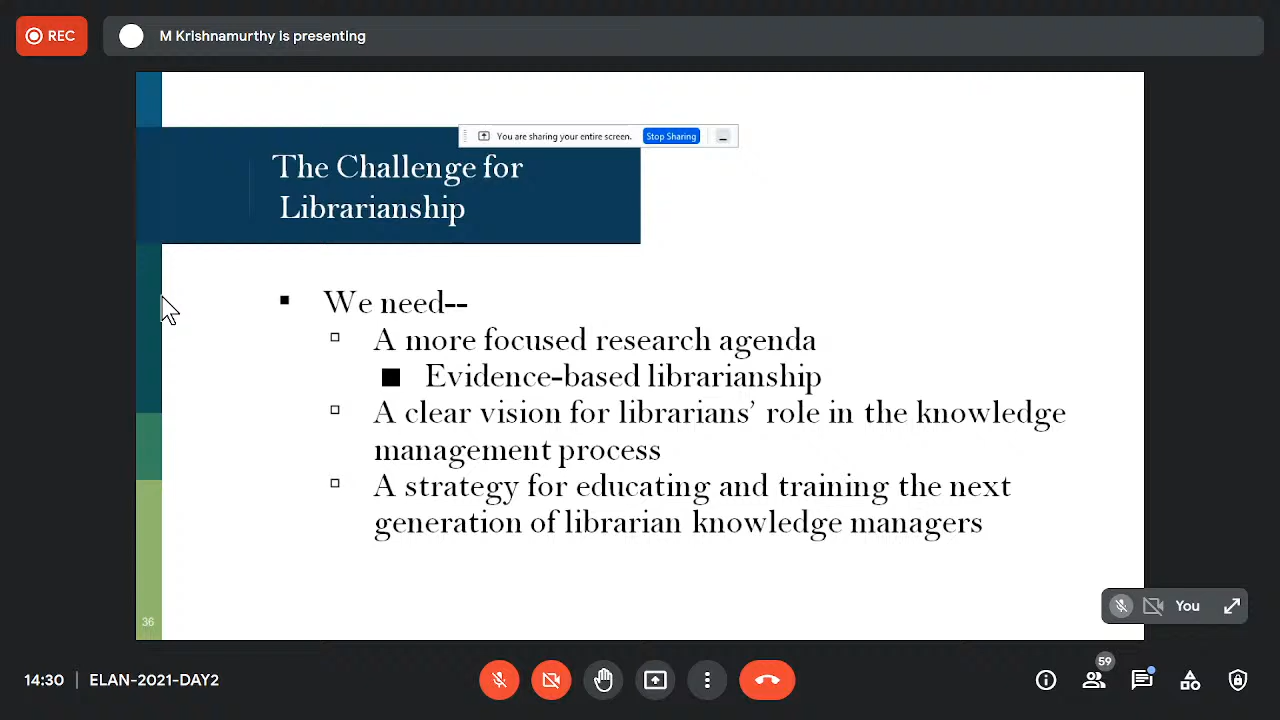 REC
M Krishnamurthy is presenting
You are sharing your entire screen.
Stop Sharing
The Challenge for
Librarianship
We need--
A more focused research agenda
Evidence-based librarianship
A clear vision for librarians’ role in the knowledge
management process
A strategy for educating and training the next
generation of librarian knowledge managers
36
You
14:30 | ELAN-2021-DAY2
59